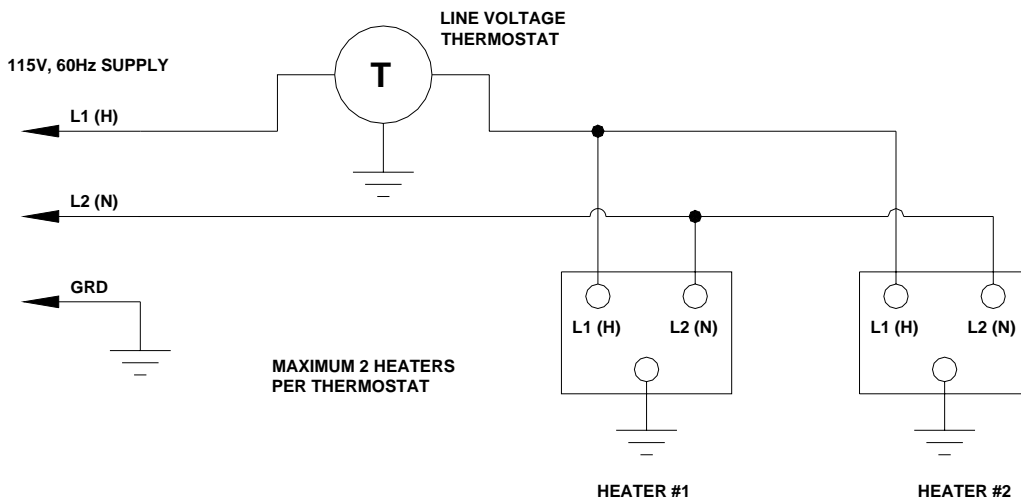 LINE VOLTAGE
THERMOSTAT
115V, 60Hz SUPPLY
T
L1 (H)
L2 (N)
GRD
MAXIMUM 2 HEATERS
PER THERMOSTAT
L1 (H)
L2 (N)
L1 (H)
L2 (N)
HEATER #1
HEATER #2